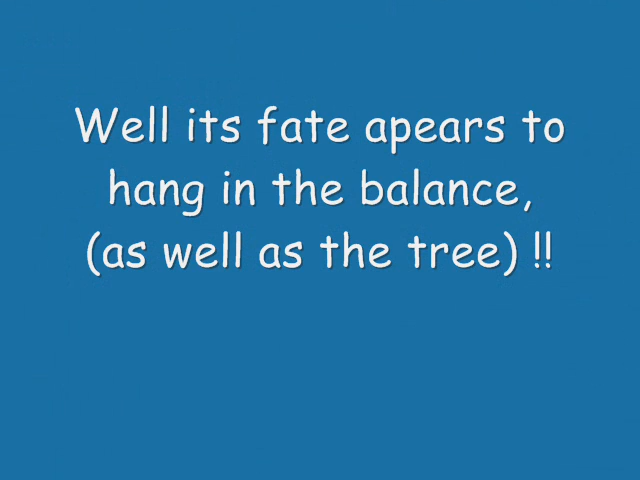 Well its fate apears to
hang in the balance,
(as well as the tree) !!